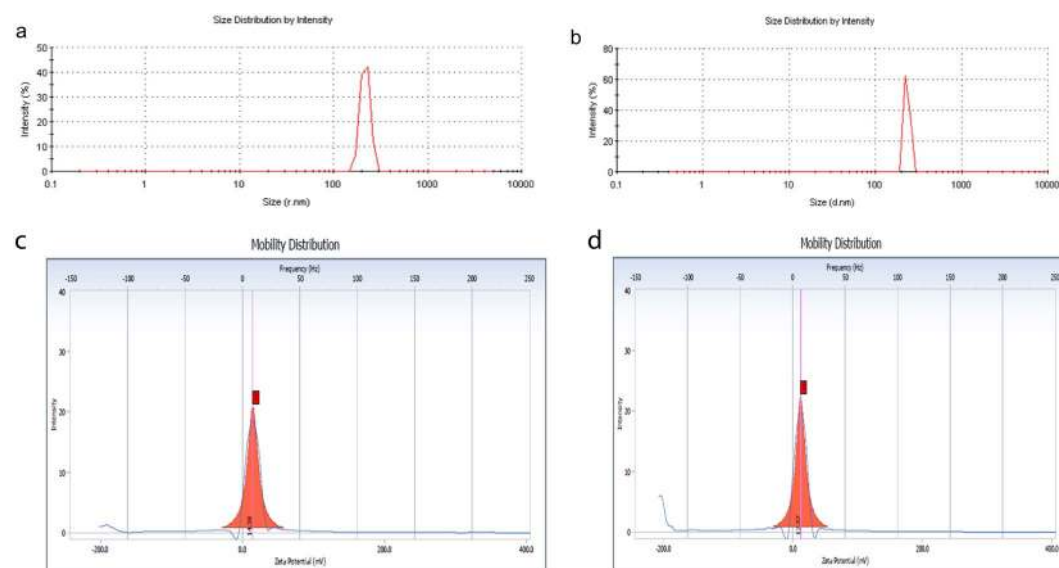 a
Size Distribution by Intensity
50
40
30
20
10
0
Intensity (%)
0.1 1 10 100 1000 10000
Size (r.nm)
b
Size Distribution by Intensity
80
60
40
20
0
Intensity (%)
0.1 1 10 100 1000 10000
Size (d.nm)
c
Mobility Distribution
Frequency (Hz)
-150 -100 -50 0 50 100 150 200 250
40
30
20
10
0
Intensity
-200.0 0.0 200.0 400.0
Zeta Potential (mV)
d
Mobility Distribution
Frequency (Hz)
-150 -100 -50 0 50 100 150 200 250
40
30
20
10
0
Intensity
-200.0 0.0 200.0 400.0
Zeta Potential (mV)